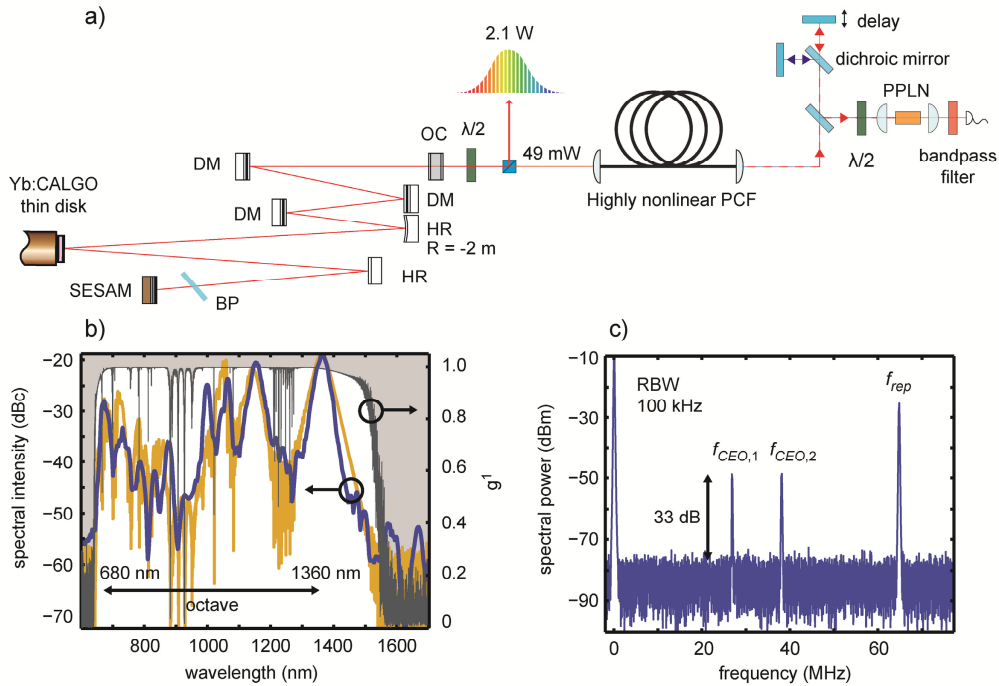 a)
2.1 W
delay
dichroic mirror
PPLN
OC
λ/2
DM
49 mW
λ/2
bandpass
filter
Yb:CALGO
thin disk
DM
DM
Highly nonlinear PCF
HR
R = -2 m
HR
SESAM
BP
b)
c)
−20
−30
−40
−50
−60
−70
spectral intensity (dBc)
1.0
0.8
0.6
0.4
0.2
0
g¹
680 nm
1360 nm
octave
800
1000
1200
1400
1600
wavelength (nm)
−10
−30
−50
−70
−90
spectral power (dBm)
RBW
100 kHz
frep
fCEO,1
fCEO,2
33 dB
0
20
40
60
frequency (MHz)